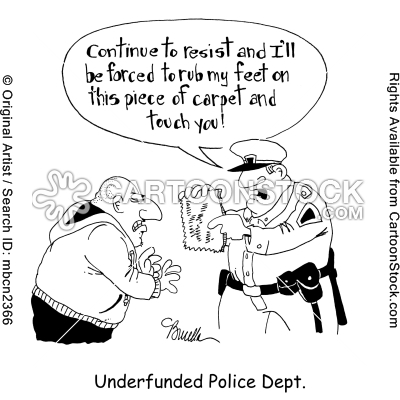 Continue to resist and I'll
be forced to rub my feet on
this piece of carpet and
touch you!
CARTOONSTOCK
.com
© Original Artist / Search ID: mbcn2366
Rights Available from CartoonStock.com
Underfunded Police Dept.